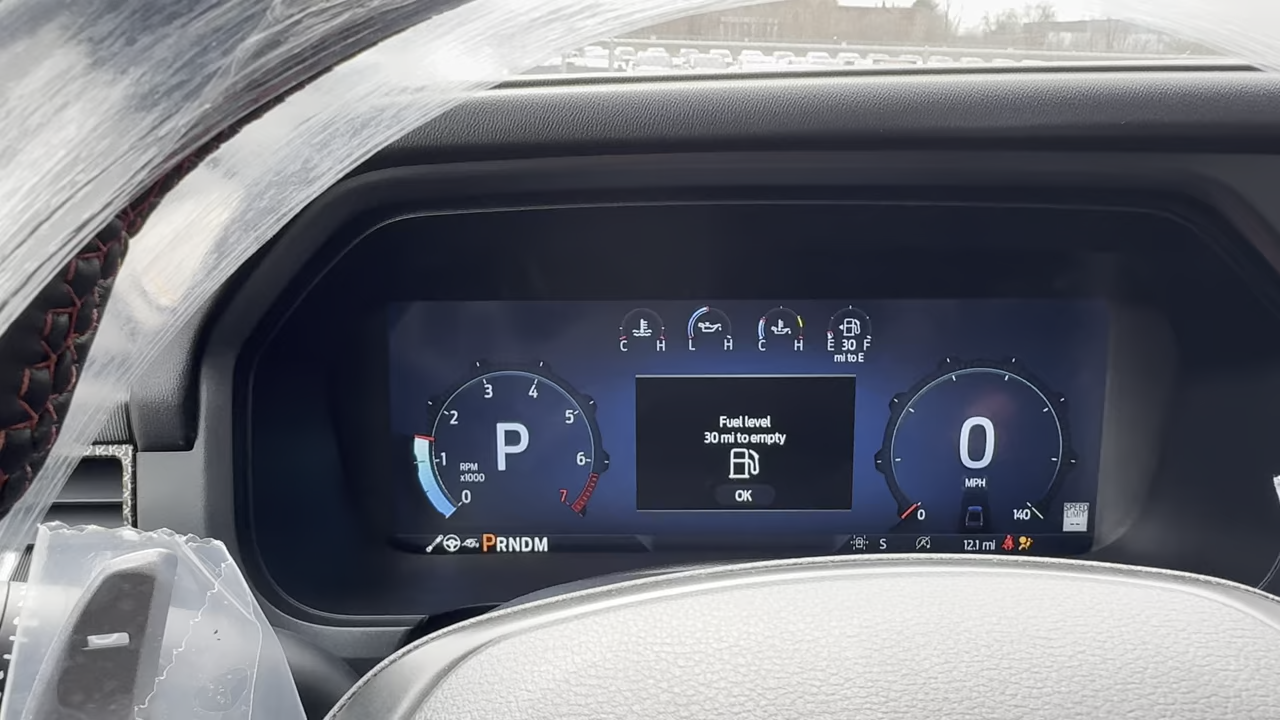 C H
L H
C H
E 30 F
mi to E
0
1
2
3
4
5
6
7
RPM
x1000
P
Fuel level
30 mi to empty
OK
0
MPH
0
140
SPEED
LIMIT
--
PRNDM
S
12.1 mi